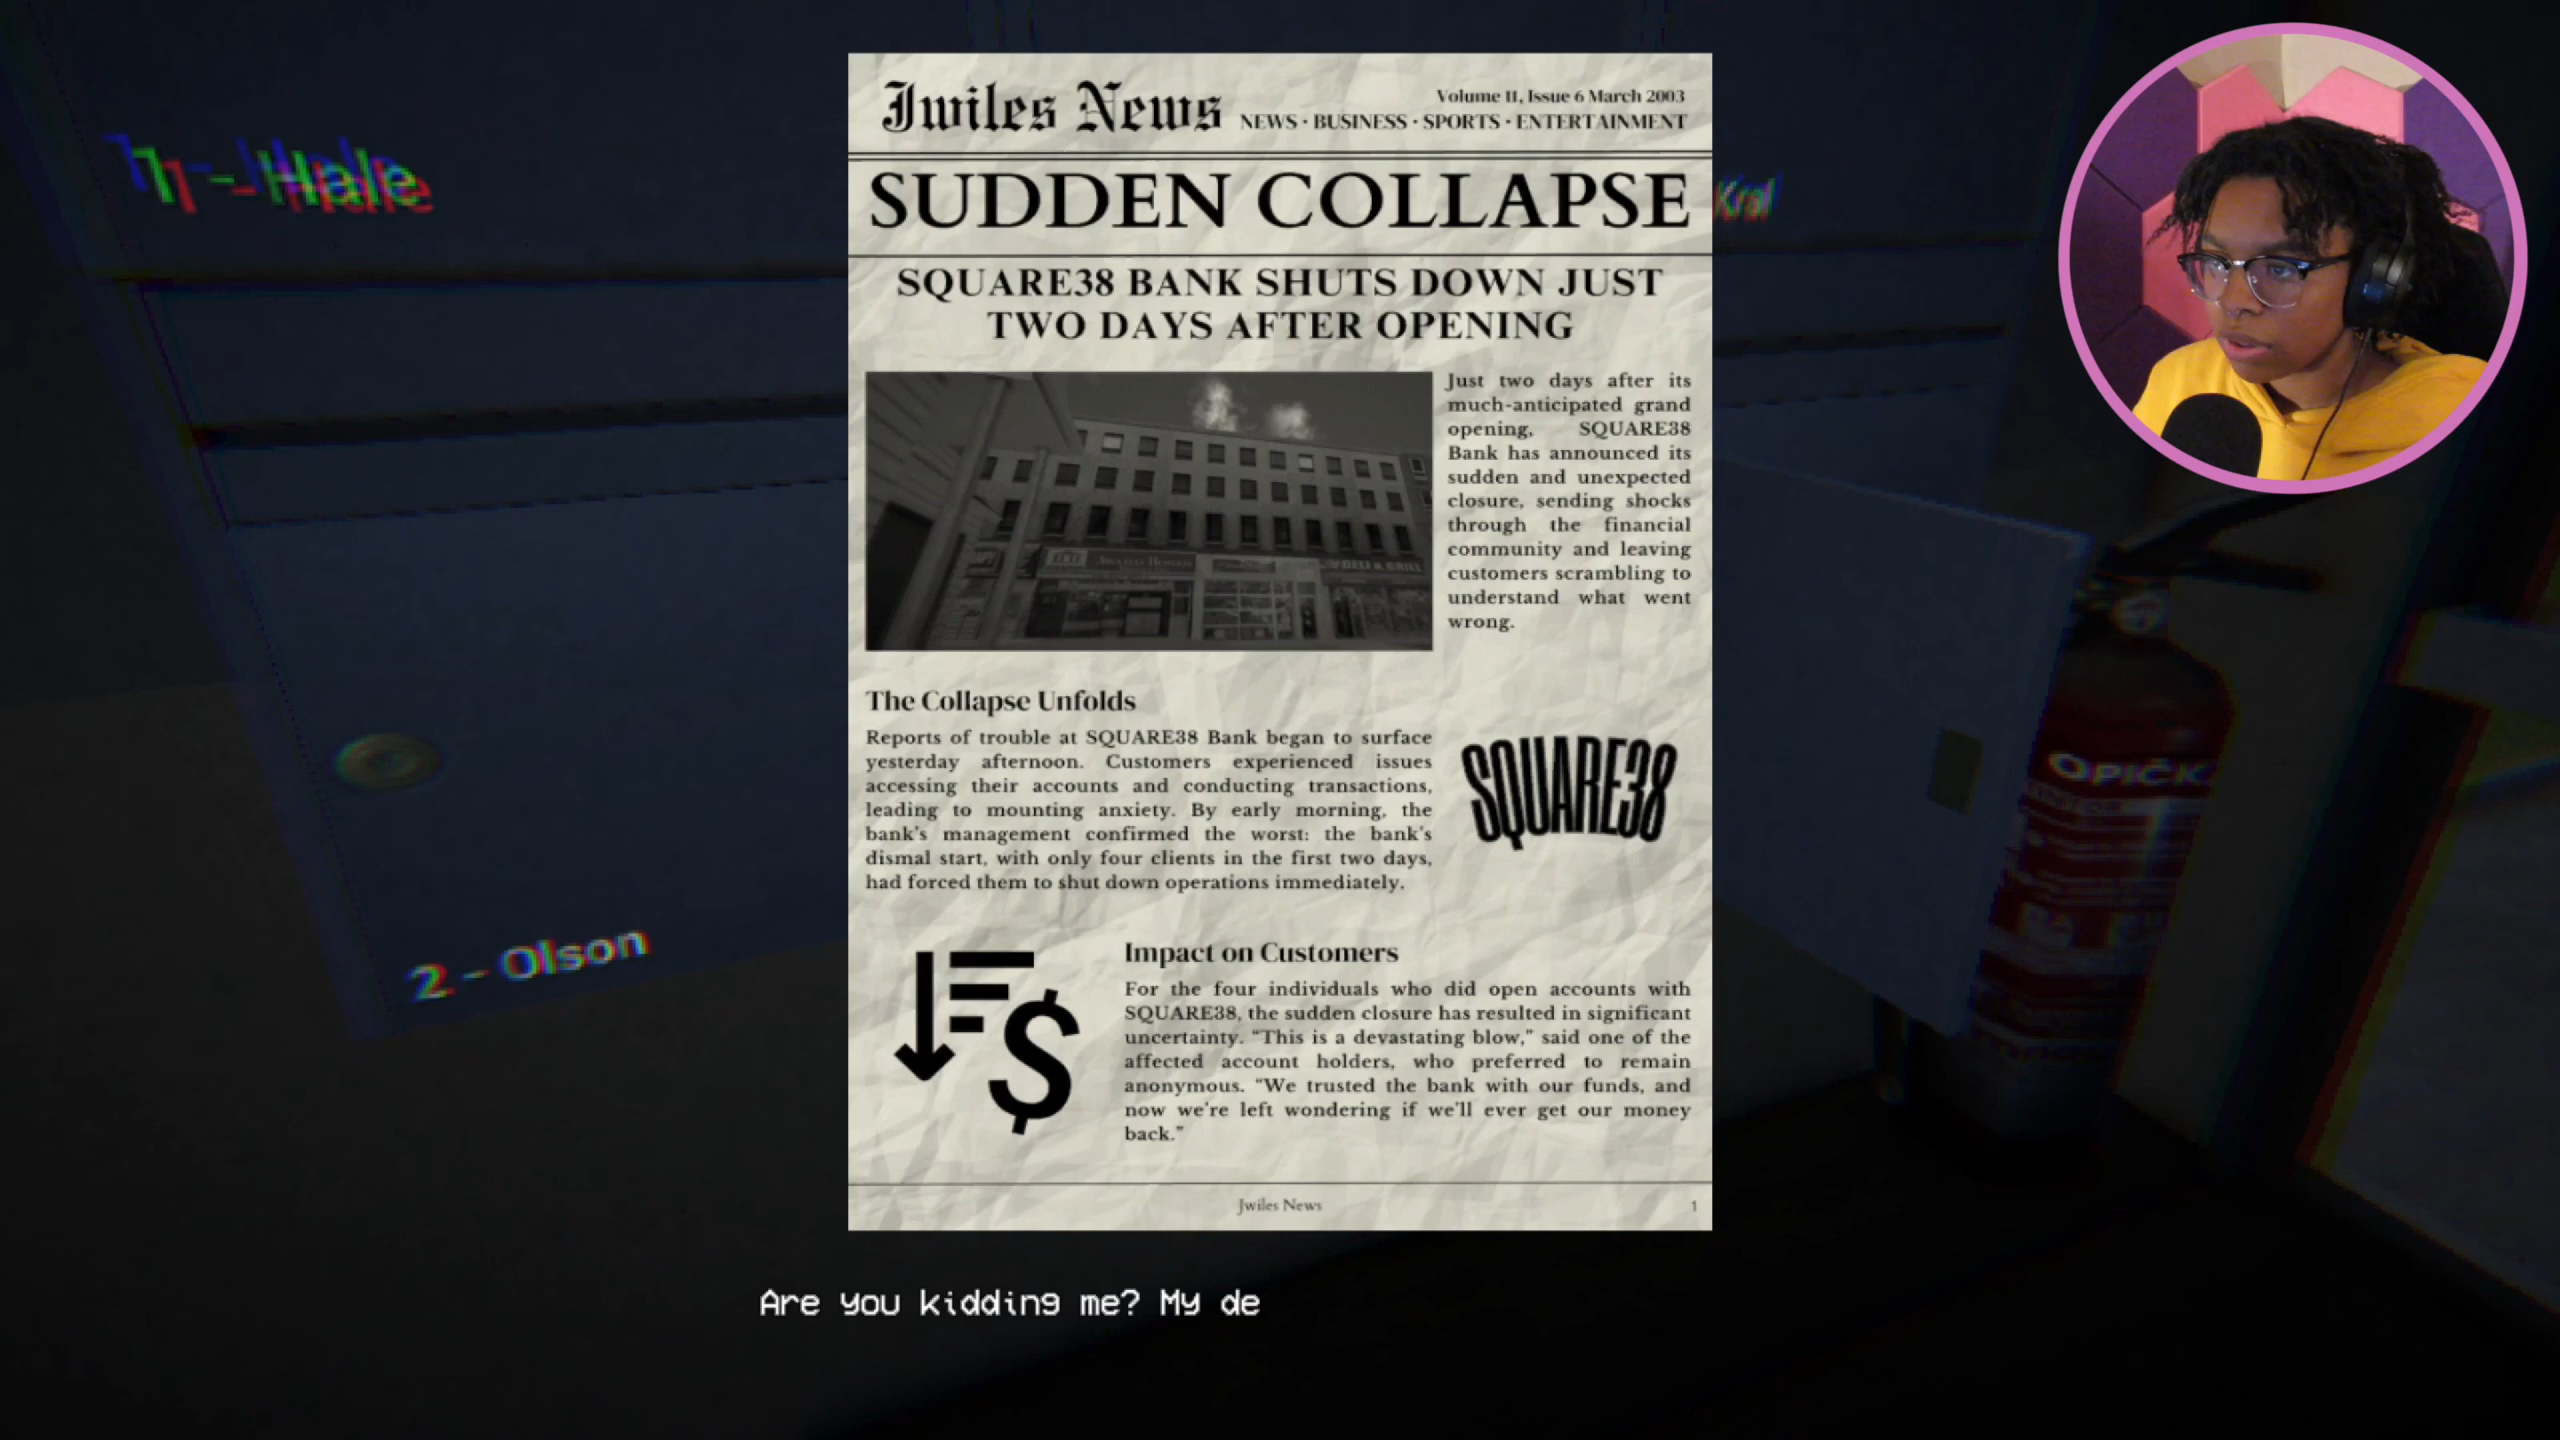 Jwiles News
Volume II, Issue 6 March 2003
NEWS · BUSINESS · SPORTS · ENTERTAINMENT
SUDDEN COLLAPSE
SQUARE38 BANK SHUTS DOWN JUST
TWO DAYS AFTER OPENING
Just two days after its
much-anticipated grand
opening, SQUARE38
Bank has announced its
sudden and unexpected
closure, sending shocks
through the financial
community and leaving
customers scrambling to
understand what went
wrong.
DELI & GRILL
The Collapse Unfolds
Reports of trouble at SQUARE38 Bank began to surface
yesterday afternoon. Customers experienced issues
accessing their accounts and conducting transactions,
leading to mounting anxiety. By early morning, the
bank's management confirmed the worst: the bank's
dismal start, with only four clients in the first two days,
had forced them to shut down operations immediately.
SQUARE38
$
Impact on Customers
For the four individuals who did open accounts with
SQUARE38, the sudden closure has resulted in significant
uncertainty. “This is a devastating blow,” said one of the
affected account holders, who preferred to remain
anonymous. “We trusted the bank with our funds, and
now we're left wondering if we'll ever get our money
back.”
Jwiles News
1
1 - Hale
2 - Olson
Krol
OPIČK
Are you kidding me? My de